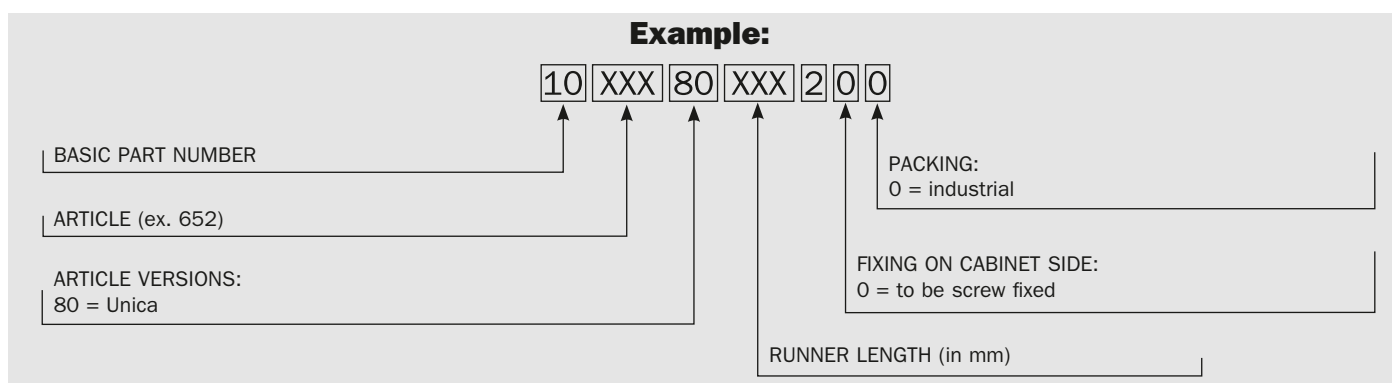 Example:
10 XXX 80 XXX 2 0 0
BASIC PART NUMBER
PACKING:
0 = industrial
ARTICLE (ex. 652)
FIXING ON CABINET SIDE:
0 = to be screw fixed
ARTICLE VERSIONS:
80 = Unica
RUNNER LENGTH (in mm)